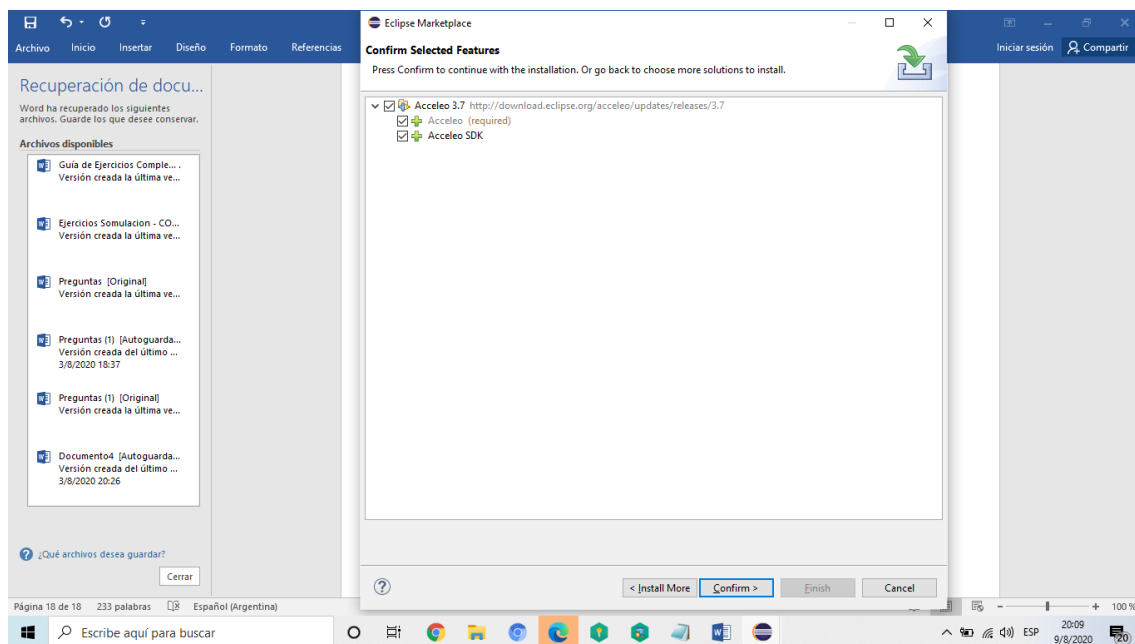 Archivo Inicio Insertar Diseño Formato Referencias
Iniciar sesión Compartir
Recuperación de docu...
Word ha recuperado los siguientes
archivos. Guarde los que desee conservar.
Archivos disponibles
Guía de Ejercicios Comple... .
Versión creada la última ve...
Ejercicios Somulacion - CO...
Versión creada la última ve...
Preguntas [Original]
Versión creada la última ve...
Preguntas (1) [Autoguarda...
Versión creada del último ...
3/8/2020 18:37
Preguntas (1) [Original]
Versión creada la última ve...
Documento4 [Autoguarda...
Versión creada del último ...
3/8/2020 20:26
¿Qué archivos desea guardar?
Cerrar
Eclipse Marketplace
Confirm Selected Features
Press Confirm to continue with the installation. Or go back to choose more solutions to install.
Acceleo 3.7 http://download.eclipse.org/acceleo/updates/releases/3.7
Acceleo (required)
Acceleo SDK
< Install More Confirm > Finish Cancel
Página 18 de 18 233 palabras Español (Argentina)
100 %
Escribe aquí para buscar
ESP
20:09
9/8/2020
20